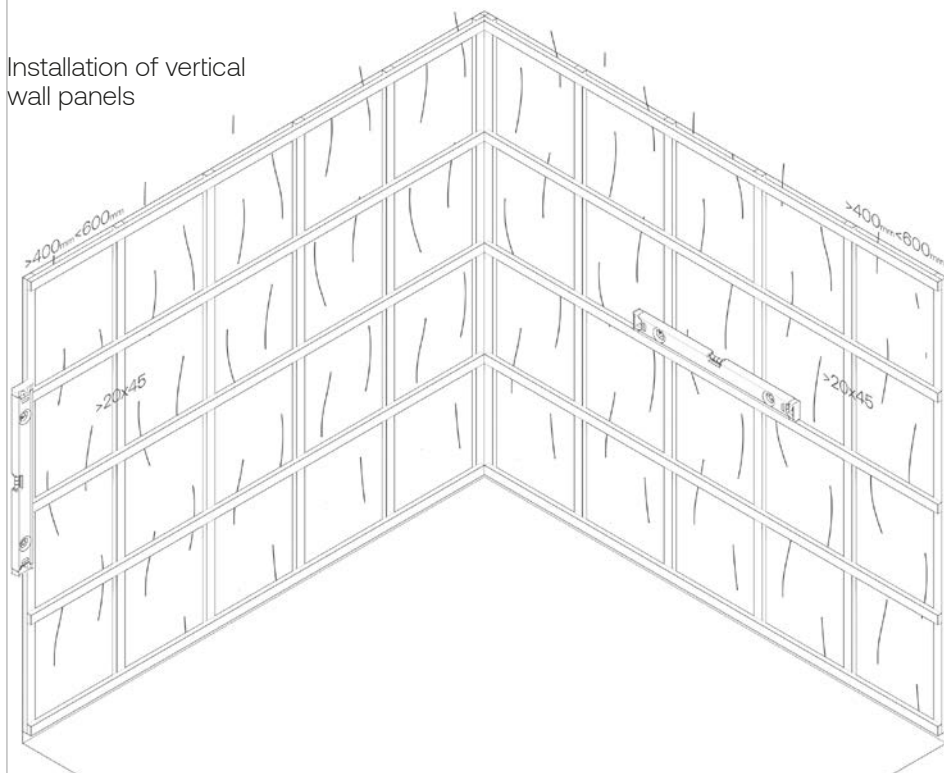 Installation of vertical
wall panels
>400mm<600mm
>400mm<600mm
>20x45
>20x45